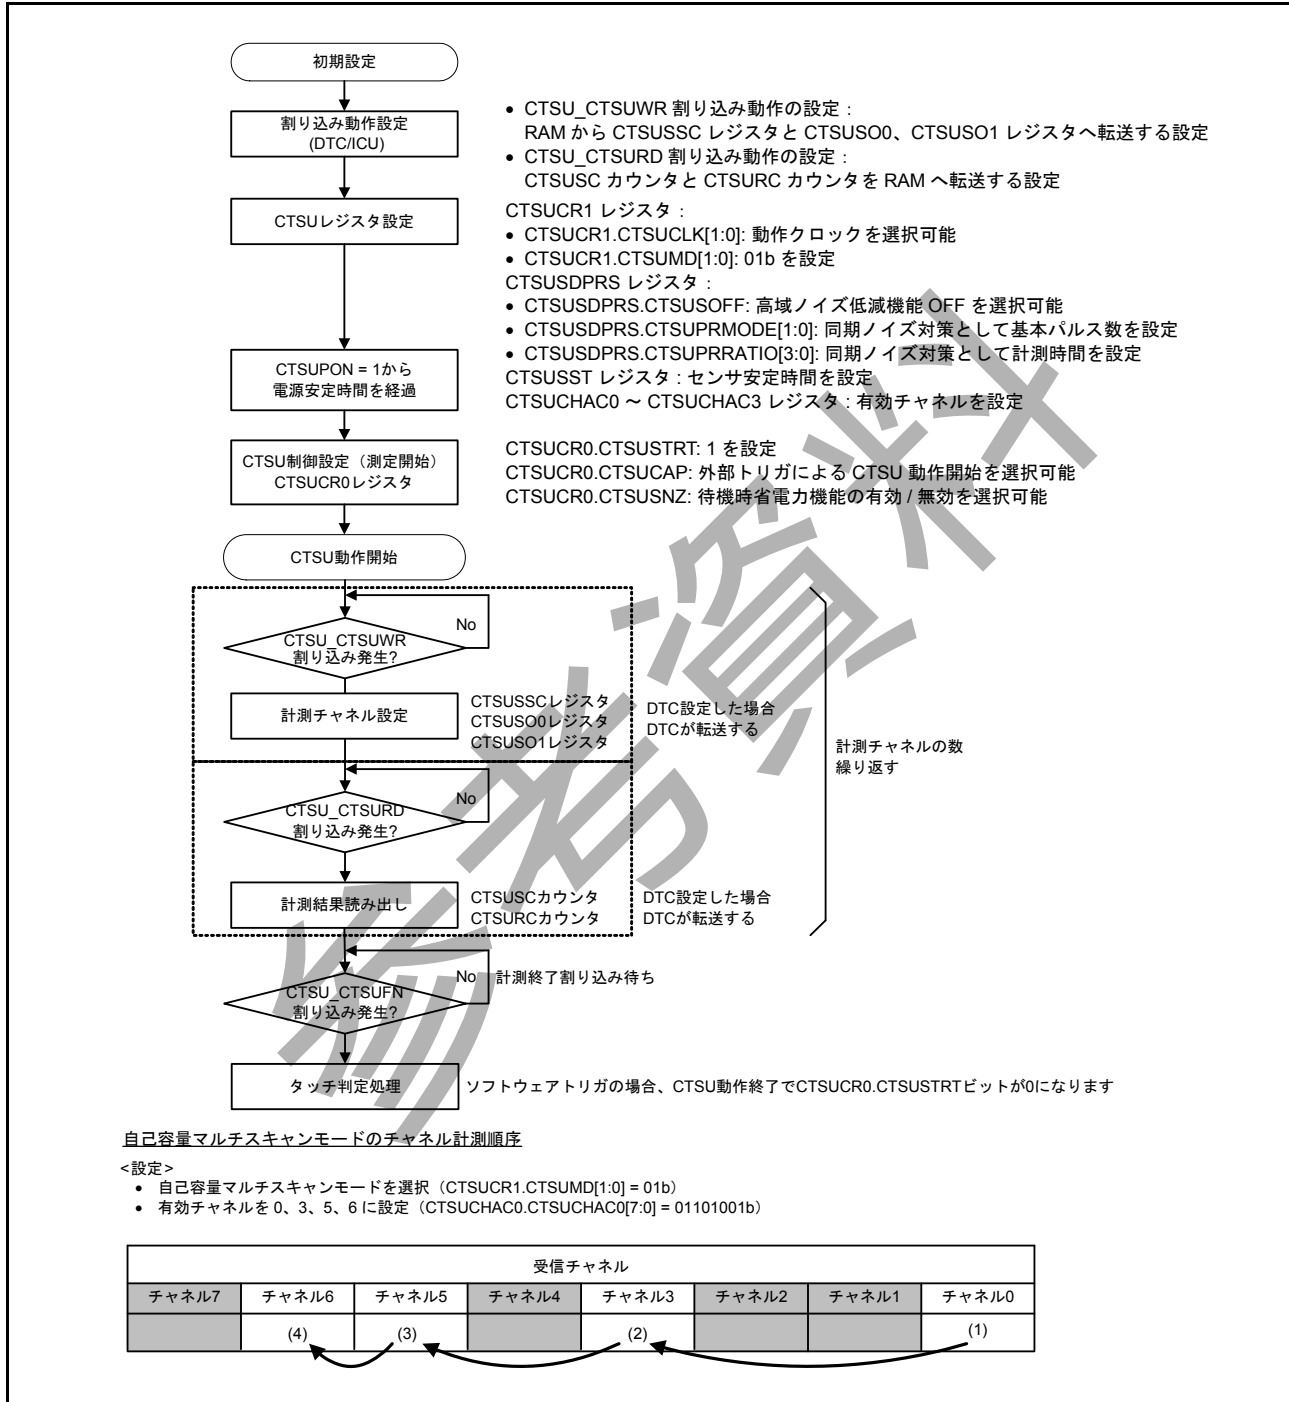 初期設定
割り込み動作設定
(DTC/ICU)
• CTSU_CTSUWR 割り込み動作の設定：
RAM から CTSUSSC レジスタと CTSUSO0、CTSUSO1 レジスタへ転送する設定
• CTSU_CTSURD 割り込み動作の設定：
CTSUSC カウンタと CTSURC カウンタを RAM へ転送する設定
CTSUレジスタ設定
CTSUCR1 レジスタ：
• CTSUCR1.CTSUCLK[1:0]: 動作クロックを選択可能
• CTSUCR1.CTSUMD[1:0]: 01b を設定
CTSUSDPRS レジスタ：
• CTSUSDPRS.CTSUSOFF: 高域ノイズ低減機能 OFF を選択可能
• CTSUSDPRS.CTSUPRMODE[1:0]: 同期ノイズ対策として基本パルス数を設定
• CTSUSDPRS.CTSUPRRATIO[3:0]: 同期ノイズ対策として計測時間を設定
CTSUSST レジスタ : センサ安定時間を設定
CTSUCHAC0 ～ CTSUCHAC3 レジスタ : 有効チャネルを設定
CTSUPON = 1から
電源安定時間を経過
CTSU制御設定（測定開始）
CTSUCR0レジスタ
CTSUCR0.CTSUSTRT: 1 を設定
CTSUCR0.CTSUCAP: 外部トリガによる CTSU 動作開始を選択可能
CTSUCR0.CTSUSNZ: 待機時省電力機能の有効 / 無効を選択可能
CTSU動作開始
CTSU_CTSUWR
割り込み発生?
No
計測チャネル設定
CTSUSSCレジスタ
CTSUSO0レジスタ
CTSUSO1レジスタ
DTC設定した場合
DTCが転送する
計測チャネルの数
繰り返す
CTSU_CTSURD
割り込み発生?
No
計測結果読み出し
CTSUSCカウンタ
CTSURCカウンタ
DTC設定した場合
DTCが転送する
CTSU_CTSUFN
割り込み発生?
No
計測終了割り込み待ち
タッチ判定処理
ソフトウェアトリガの場合、CTSU動作終了でCTSUCR0.CTSUSTRTビットが0になります
自己容量マルチスキャンモードのチャネル計測順序
<設定>
• 自己容量マルチスキャンモードを選択（CTSUCR1.CTSUMD[1:0] = 01b）
• 有効チャネルを 0、3、5、6 に設定（CTSUCHAC0.CTSUCHAC0[7:0] = 01101001b）
受信チャネル
チャネル7 チャネル6 チャネル5 チャネル4 チャネル3 チャネル2 チャネル1 チャネル0
(4) (3) (2) (1)
参考資料